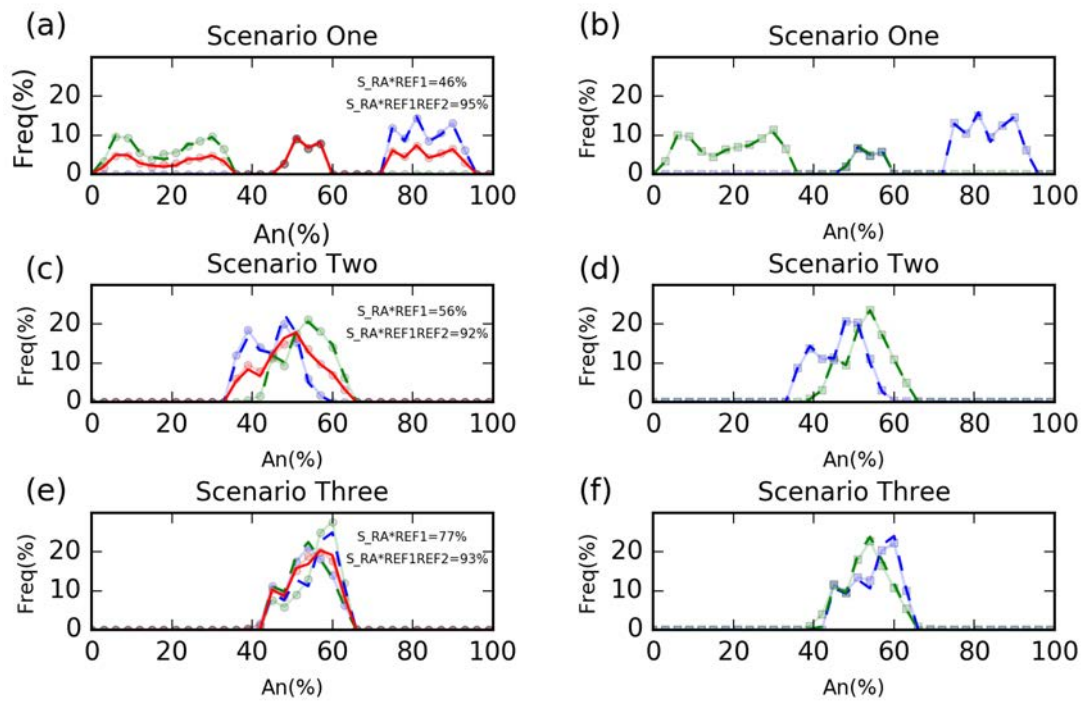 (a)
Scenario One
S_RA*REF1=46%
S_RA*REF1REF2=95%
Freq(%)
20
10
0
0 20 40 60 80 100
An(%)
(b)
Scenario One
Freq(%)
20
10
0
0 20 40 60 80 100
An(%)
(c)
Scenario Two
S_RA*REF1=56%
S_RA*REF1REF2=92%
Freq(%)
20
10
0
0 20 40 60 80 100
An(%)
(d)
Scenario Two
Freq(%)
20
10
0
0 20 40 60 80 100
An(%)
(e)
Scenario Three
S_RA*REF1=77%
S_RA*REF1REF2=93%
Freq(%)
20
10
0
0 20 40 60 80 100
An(%)
(f)
Scenario Three
Freq(%)
20
10
0
0 20 40 60 80 100
An(%)